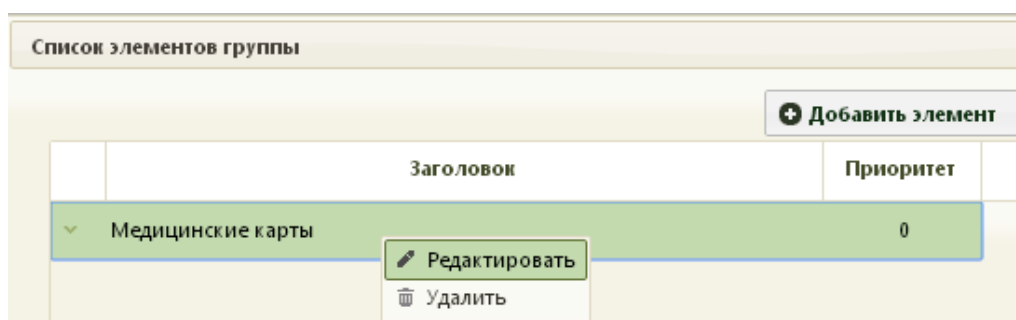 Список элементов группы
Добавить элемент
Заголовок Приоритет
Медицинские карты 0
Редактировать
Удалить